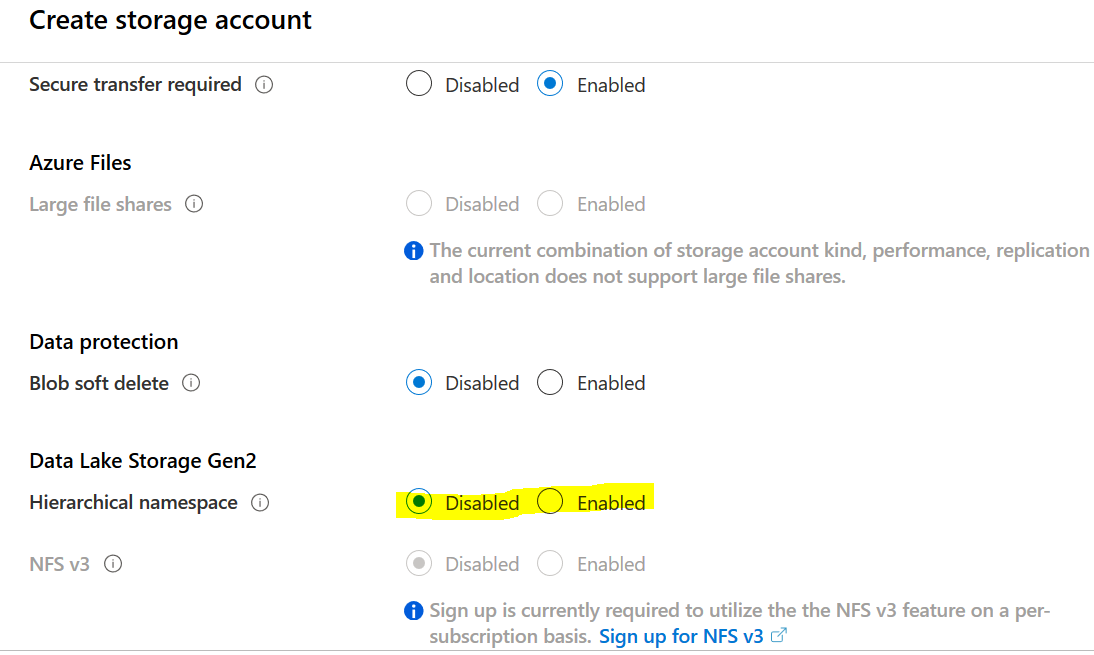 Create storage account
Secure transfer required Disabled Enabled
Azure Files
Large file shares Disabled Enabled
The current combination of storage account kind, performance, replication
and location does not support large file shares.
Data protection
Blob soft delete Disabled Enabled
Data Lake Storage Gen2
Hierarchical namespace Disabled Enabled
NFS v3 Disabled Enabled
Sign up is currently required to utilize the the NFS v3 feature on a per-
subscription basis. Sign up for NFS v3